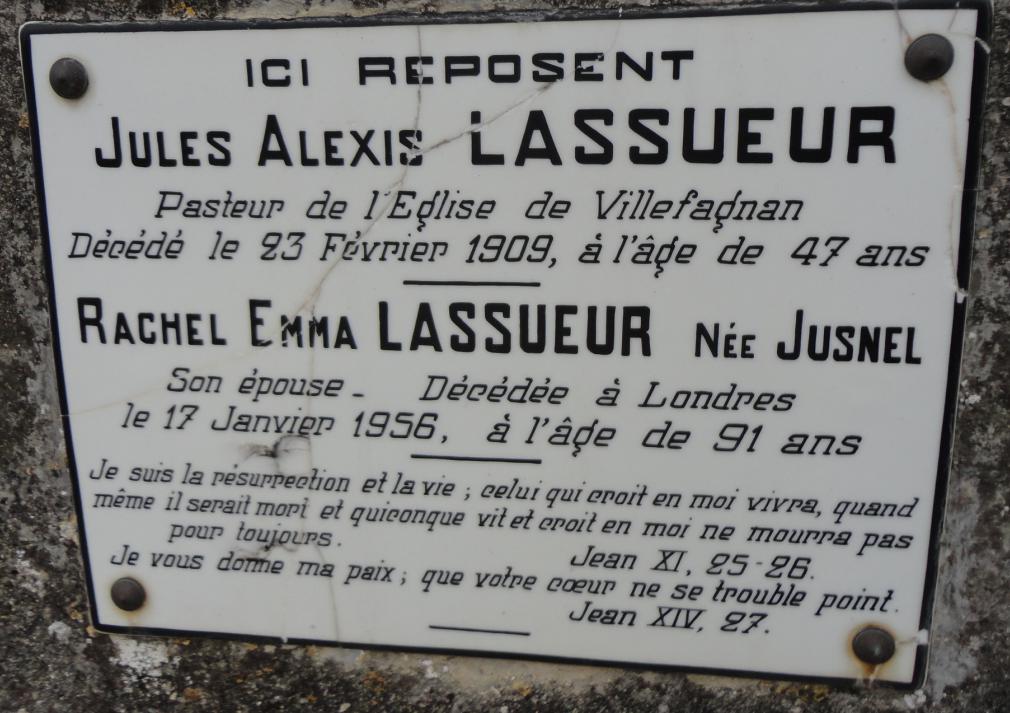 ICI REPOSENT
JULES ALEXIS LASSUEUR
Pasteur de l'Eglise de Villefagnan
Décédé le 23 Février 1909, à l'âge de 47 ans
RACHEL EMMA LASSUEUR NÉE JUSNEL
Son épouse - Décédée à Londres
le 17 Janvier 1956, à l'âge de 91 ans
Je suis la résurrection et la vie ; celui qui croit en moi vivra, quand
même il serait mort et quiconque vit et croit en moi ne mourra pas
pour toujours.
Jean XI, 25-26.
Je vous donne ma paix ; que votre cœur ne se trouble point.
Jean XIV, 27.